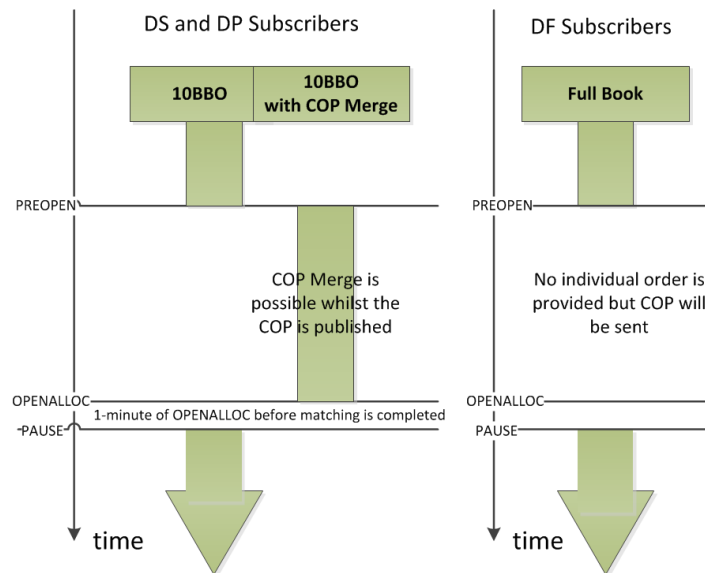 DS and DP Subscribers
10BBO
10BBO
with COP Merge
PREOPEN
COP Merge is
possible whilst the
COP is published
OPENALLOC
1-minute of OPENALLOC before matching is completed
PAUSE
time
DF Subscribers
Full Book
PREOPEN
No individual order is
provided but COP will
be sent
OPENALLOC
PAUSE
time